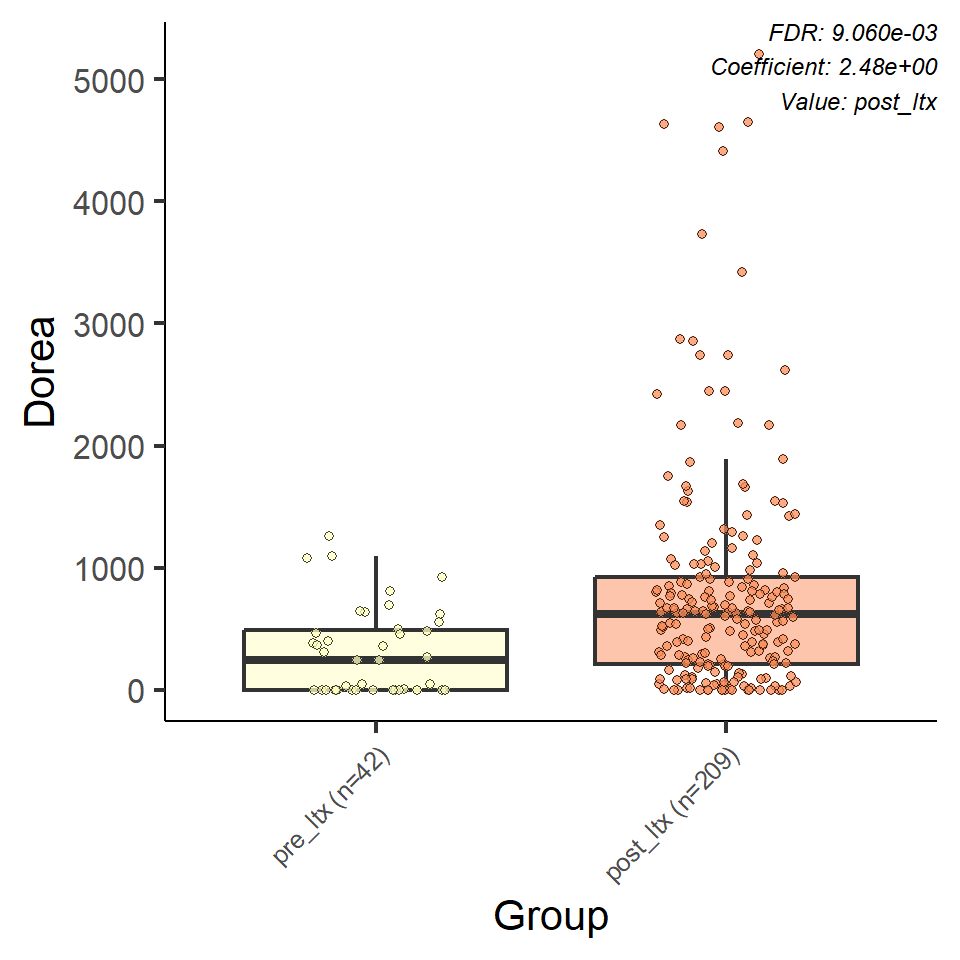 FDR: 9.060e-03
Coefficient: 2.48e+00
Value: post_ltx
Dorea
5000
4000
3000
2000
1000
0
pre_ltx (n=42)
post_ltx (n=209)
Group